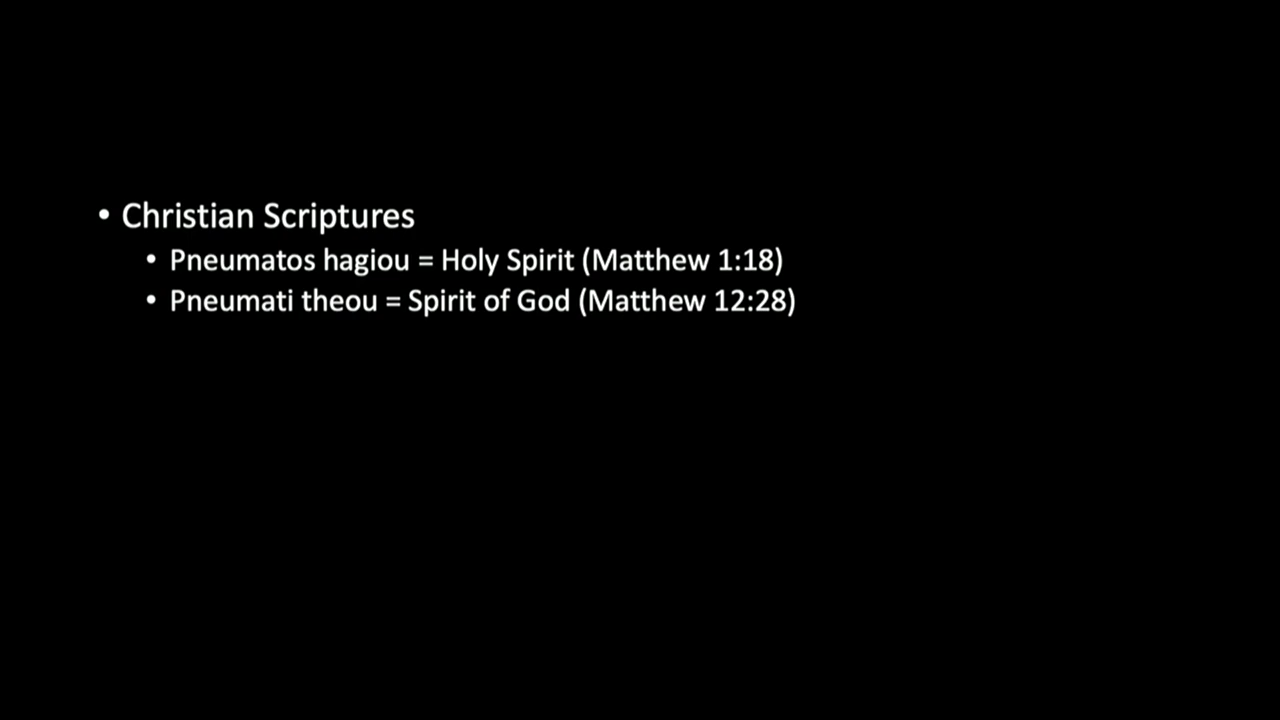 • Christian Scriptures
• Pneumatos hagiou = Holy Spirit (Matthew 1:18)
• Pneumati theou = Spirit of God (Matthew 12:28)